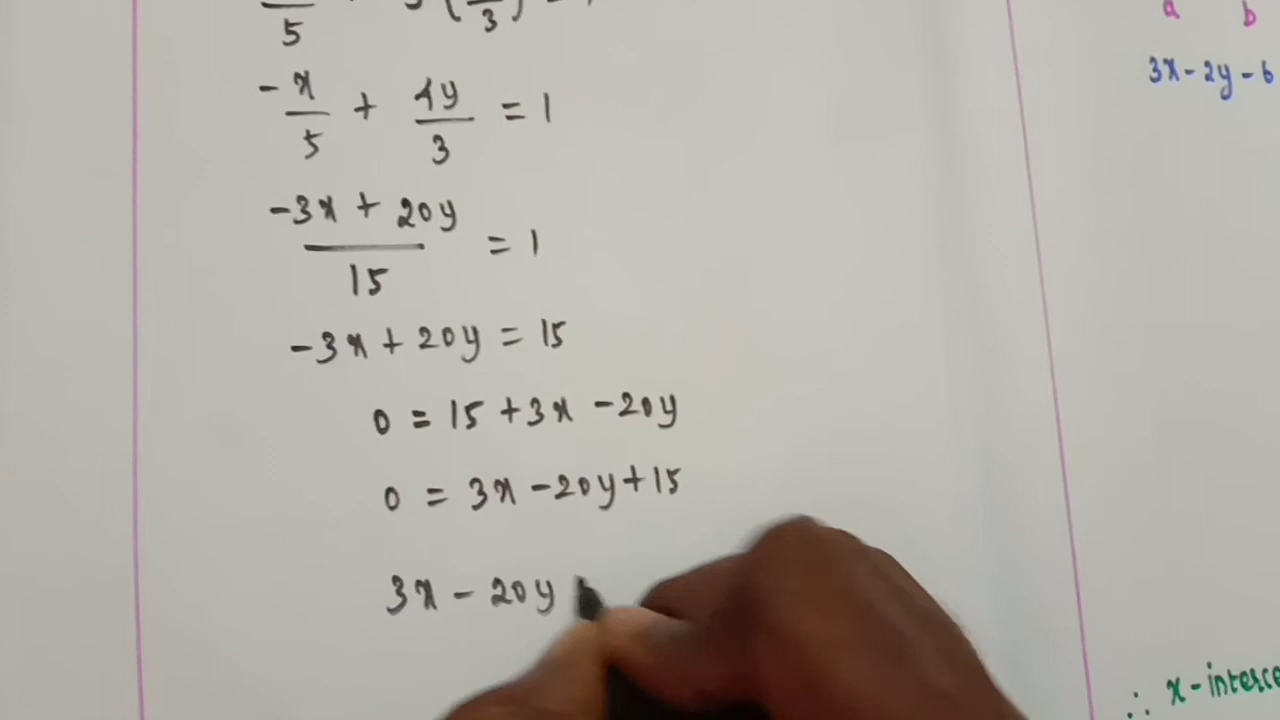 -x/5 + 4y/3 = 1
-3x + 20y / 15 = 1
-3x + 20y = 15
0 = 15 + 3x - 20y
0 = 3x - 20y + 15
3x - 20y
a b
3x - 2y - 6
∴ x-interce